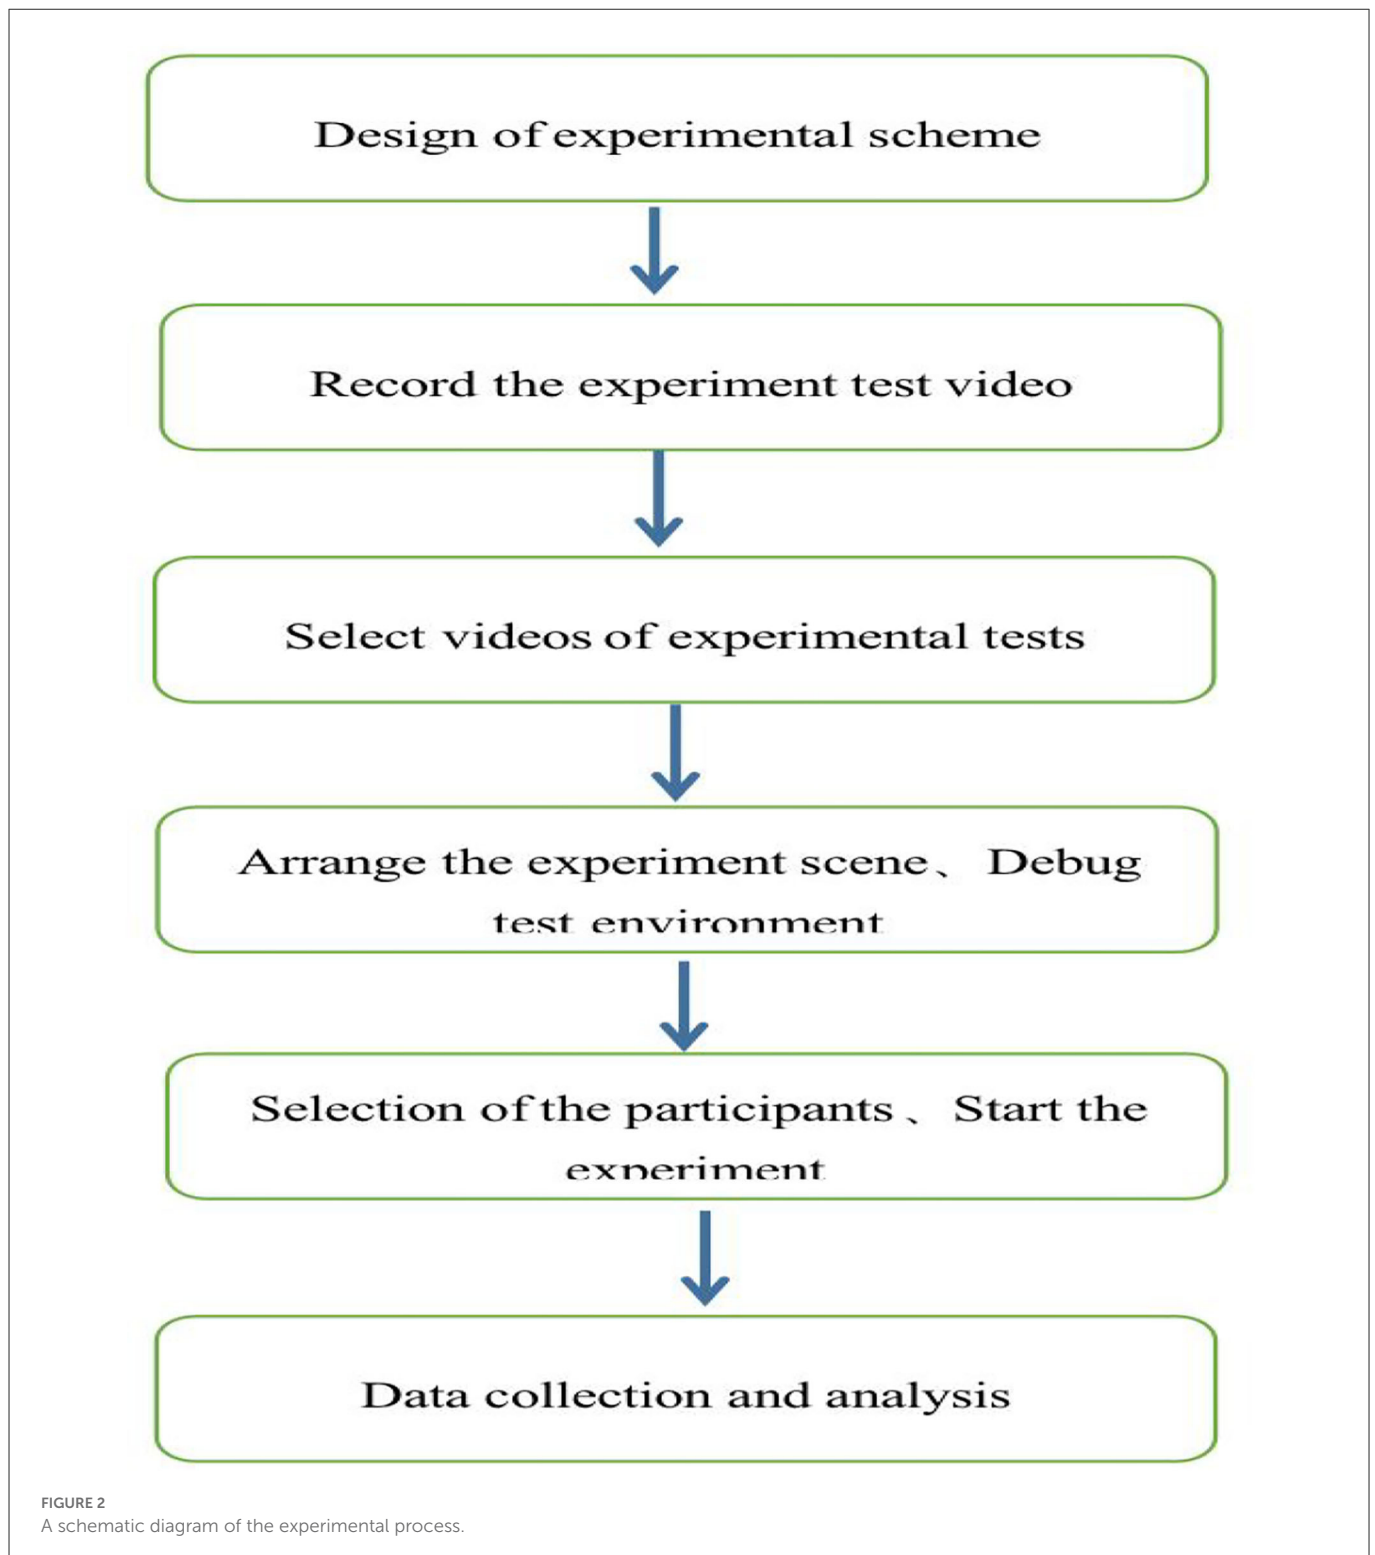 Design of experimental scheme
Record the experiment test video
Select videos of experimental tests
Arrange the experiment scene、Debug
test environment
Selection of the participants、Start the
experiment
Data collection and analysis
FIGURE 2
A schematic diagram of the experimental process.